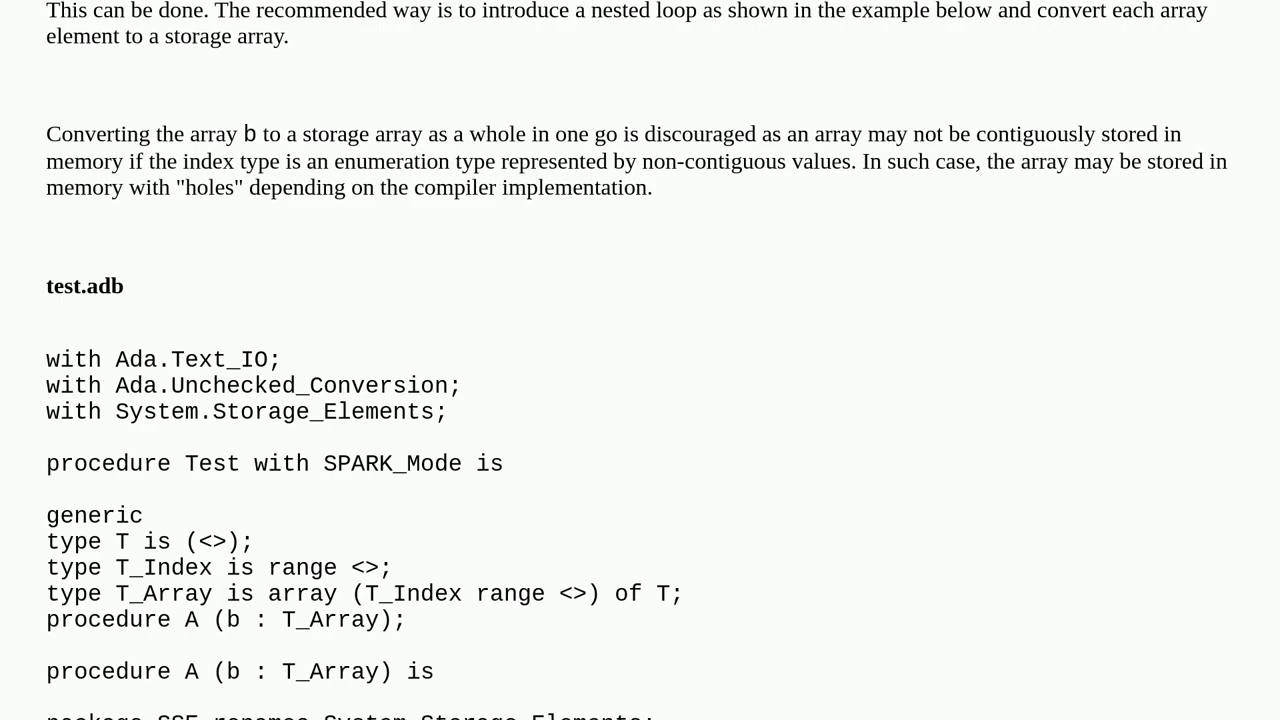 This can be done. The recommended way is to introduce a nested loop as shown in the example below and convert each array
element to a storage array.
Converting the array b to a storage array as a whole in one go is discouraged as an array may not be contiguously stored in
memory if the index type is an enumeration type represented by non-contiguous values. In such case, the array may be stored in
memory with "holes" depending on the compiler implementation.
test.adb
with Ada.Text_IO;
with Ada.Unchecked_Conversion;
with System.Storage_Elements;
procedure Test with SPARK_Mode is
generic
type T is (<>);
type T_Index is range <>;
type T_Array is array (T_Index range <>) of T;
procedure A (b : T_Array);
procedure A (b : T_Array) is
package SSE renames System.Storage_Elements;